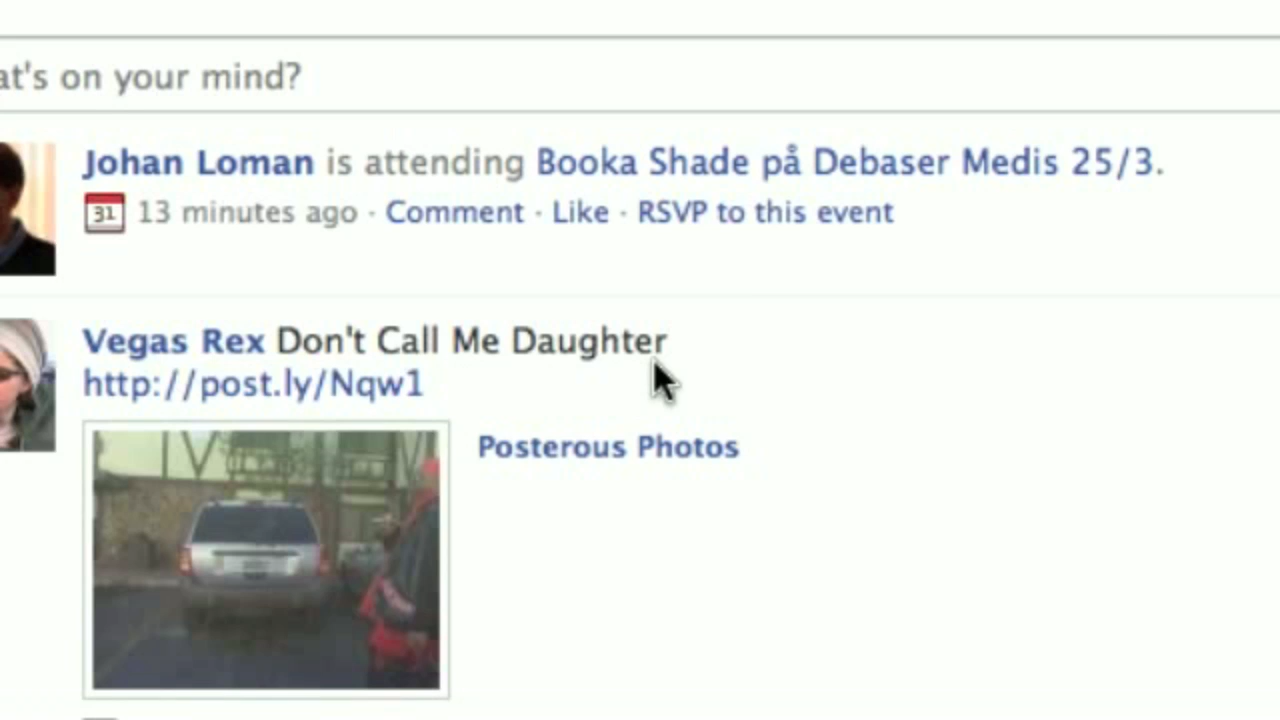 at's on your mind?
Johan Loman is attending Booka Shade på Debaser Medis 25/3.
31 13 minutes ago · Comment · Like · RSVP to this event
Vegas Rex Don't Call Me Daughter
http://post.ly/Nqw1
Posterous Photos